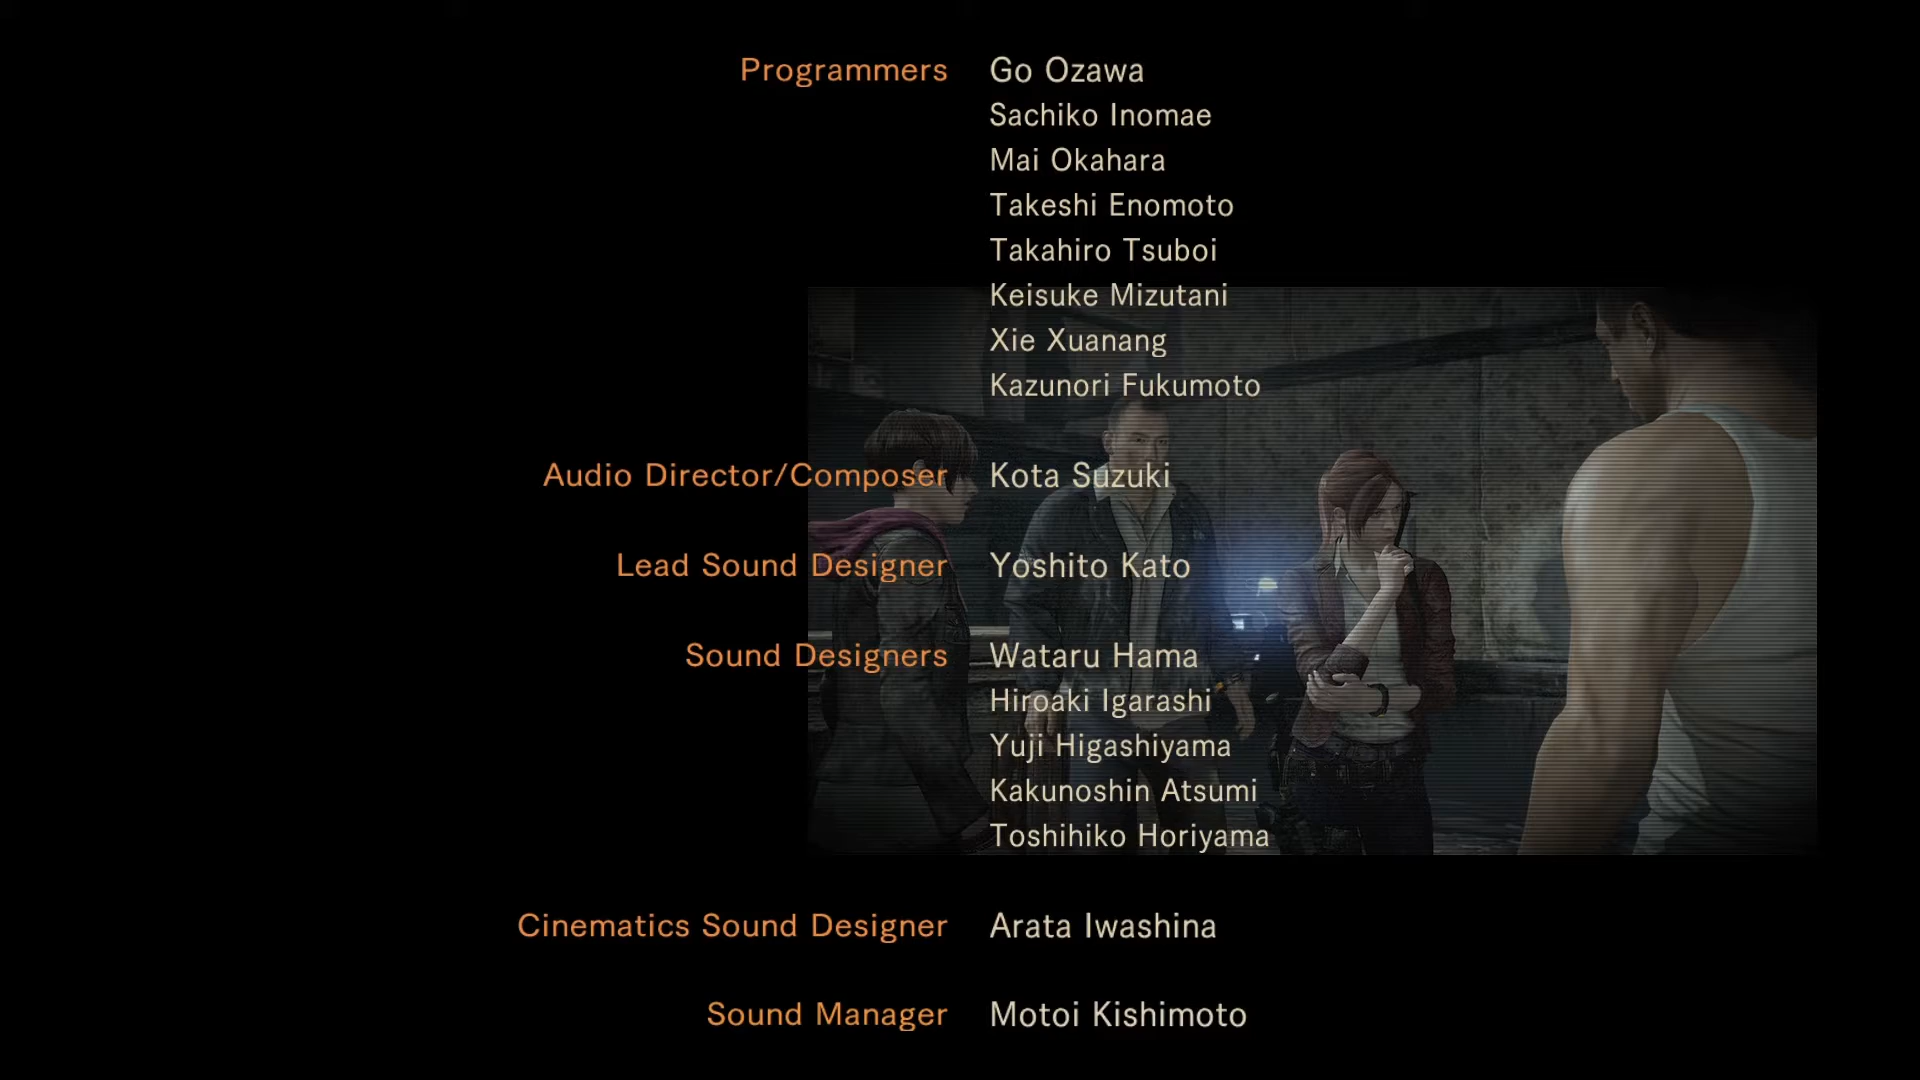 Programmers Go Ozawa
Sachiko Inomae
Mai Okahara
Takeshi Enomoto
Takahiro Tsuboi
Keisuke Mizutani
Xie Xuanang
Kazunori Fukumoto
Audio Director/Composer Kota Suzuki
Lead Sound Designer Yoshito Kato
Sound Designers Wataru Hama
Hiroaki Igarashi
Yuji Higashiyama
Kakunoshin Atsumi
Toshihiko Horiyama
Cinematics Sound Designer Arata Iwashina
Sound Manager Motoi Kishimoto